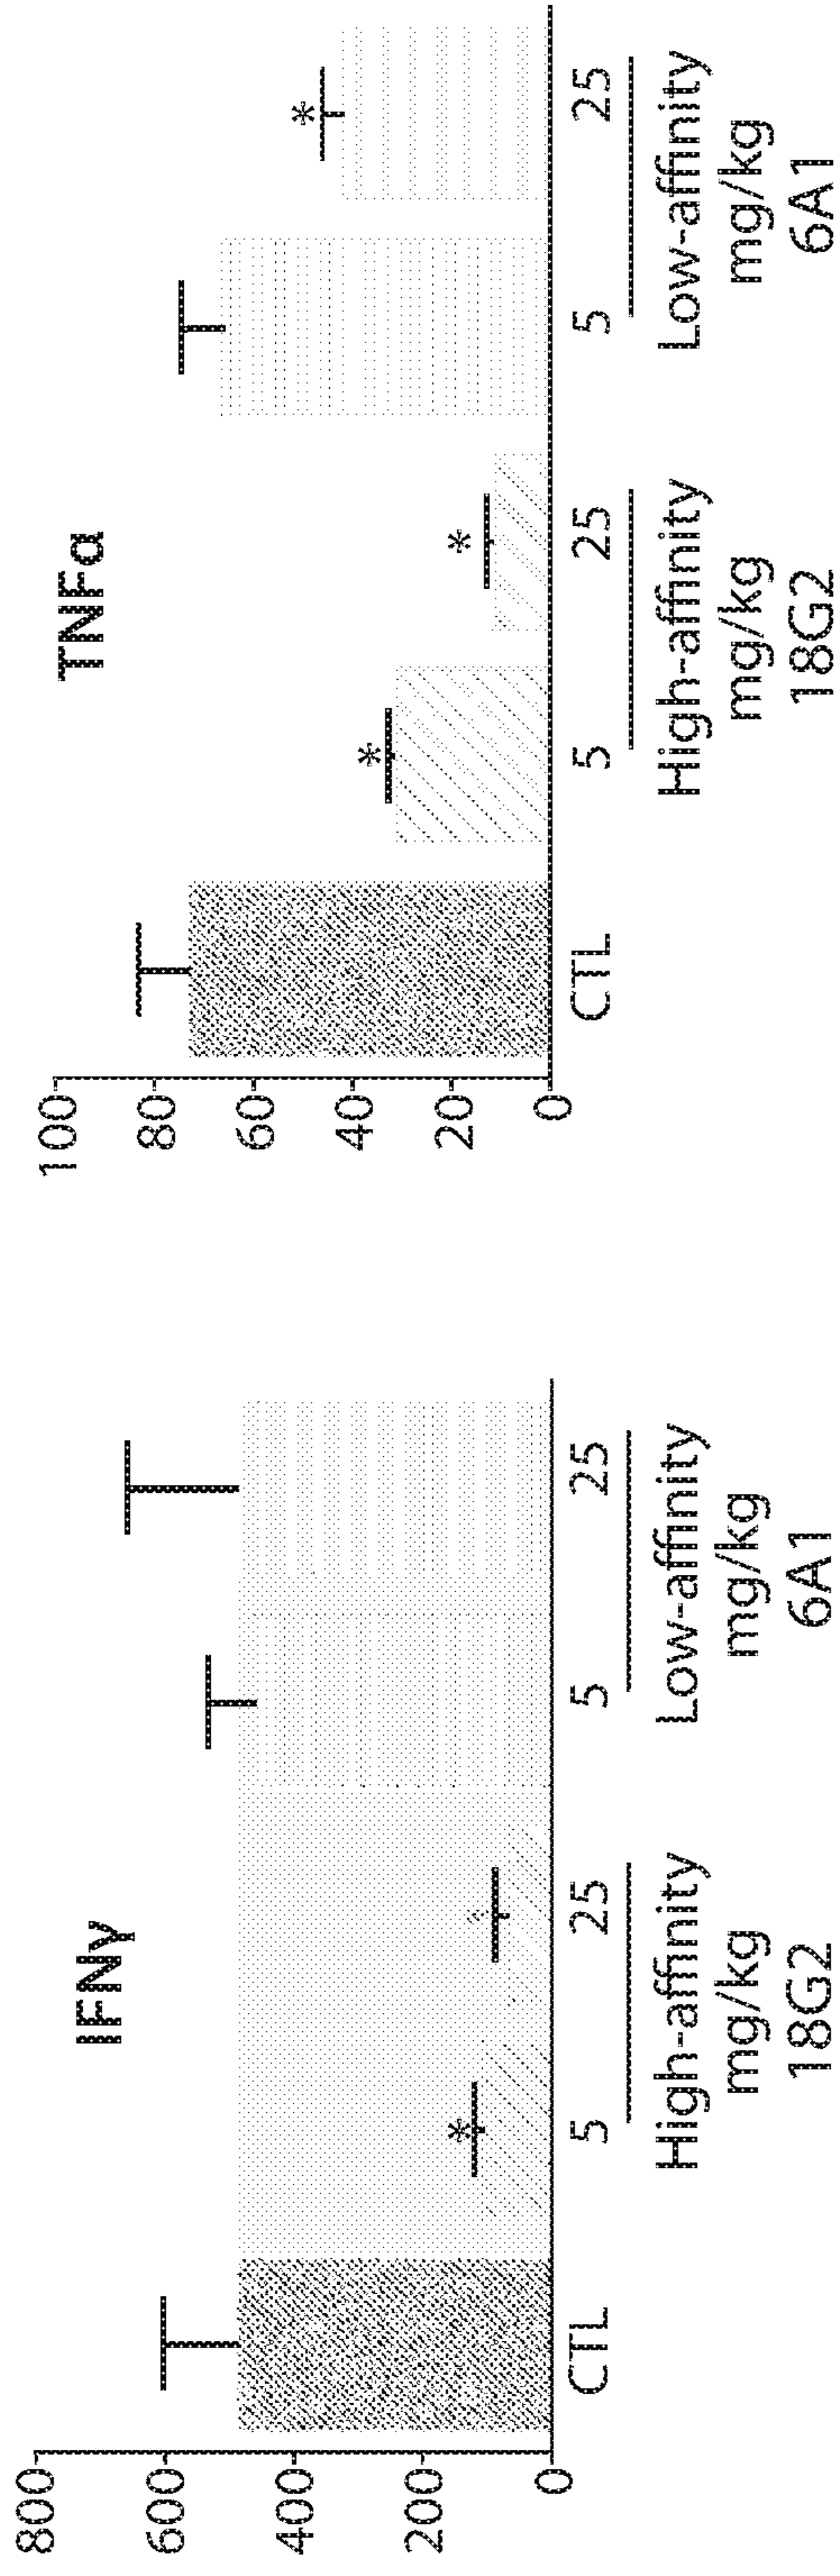 IFNγ
800
600
400
200
0
CTL
5
25
5
25
High-affinity
mg/kg
18G2
Low-affinity
mg/kg
6A1
TNFα
100
80
60
40
20
0
*
*
*
*
CTL
5
25
5
25
High-affinity
mg/kg
18G2
Low-affinity
mg/kg
6A1